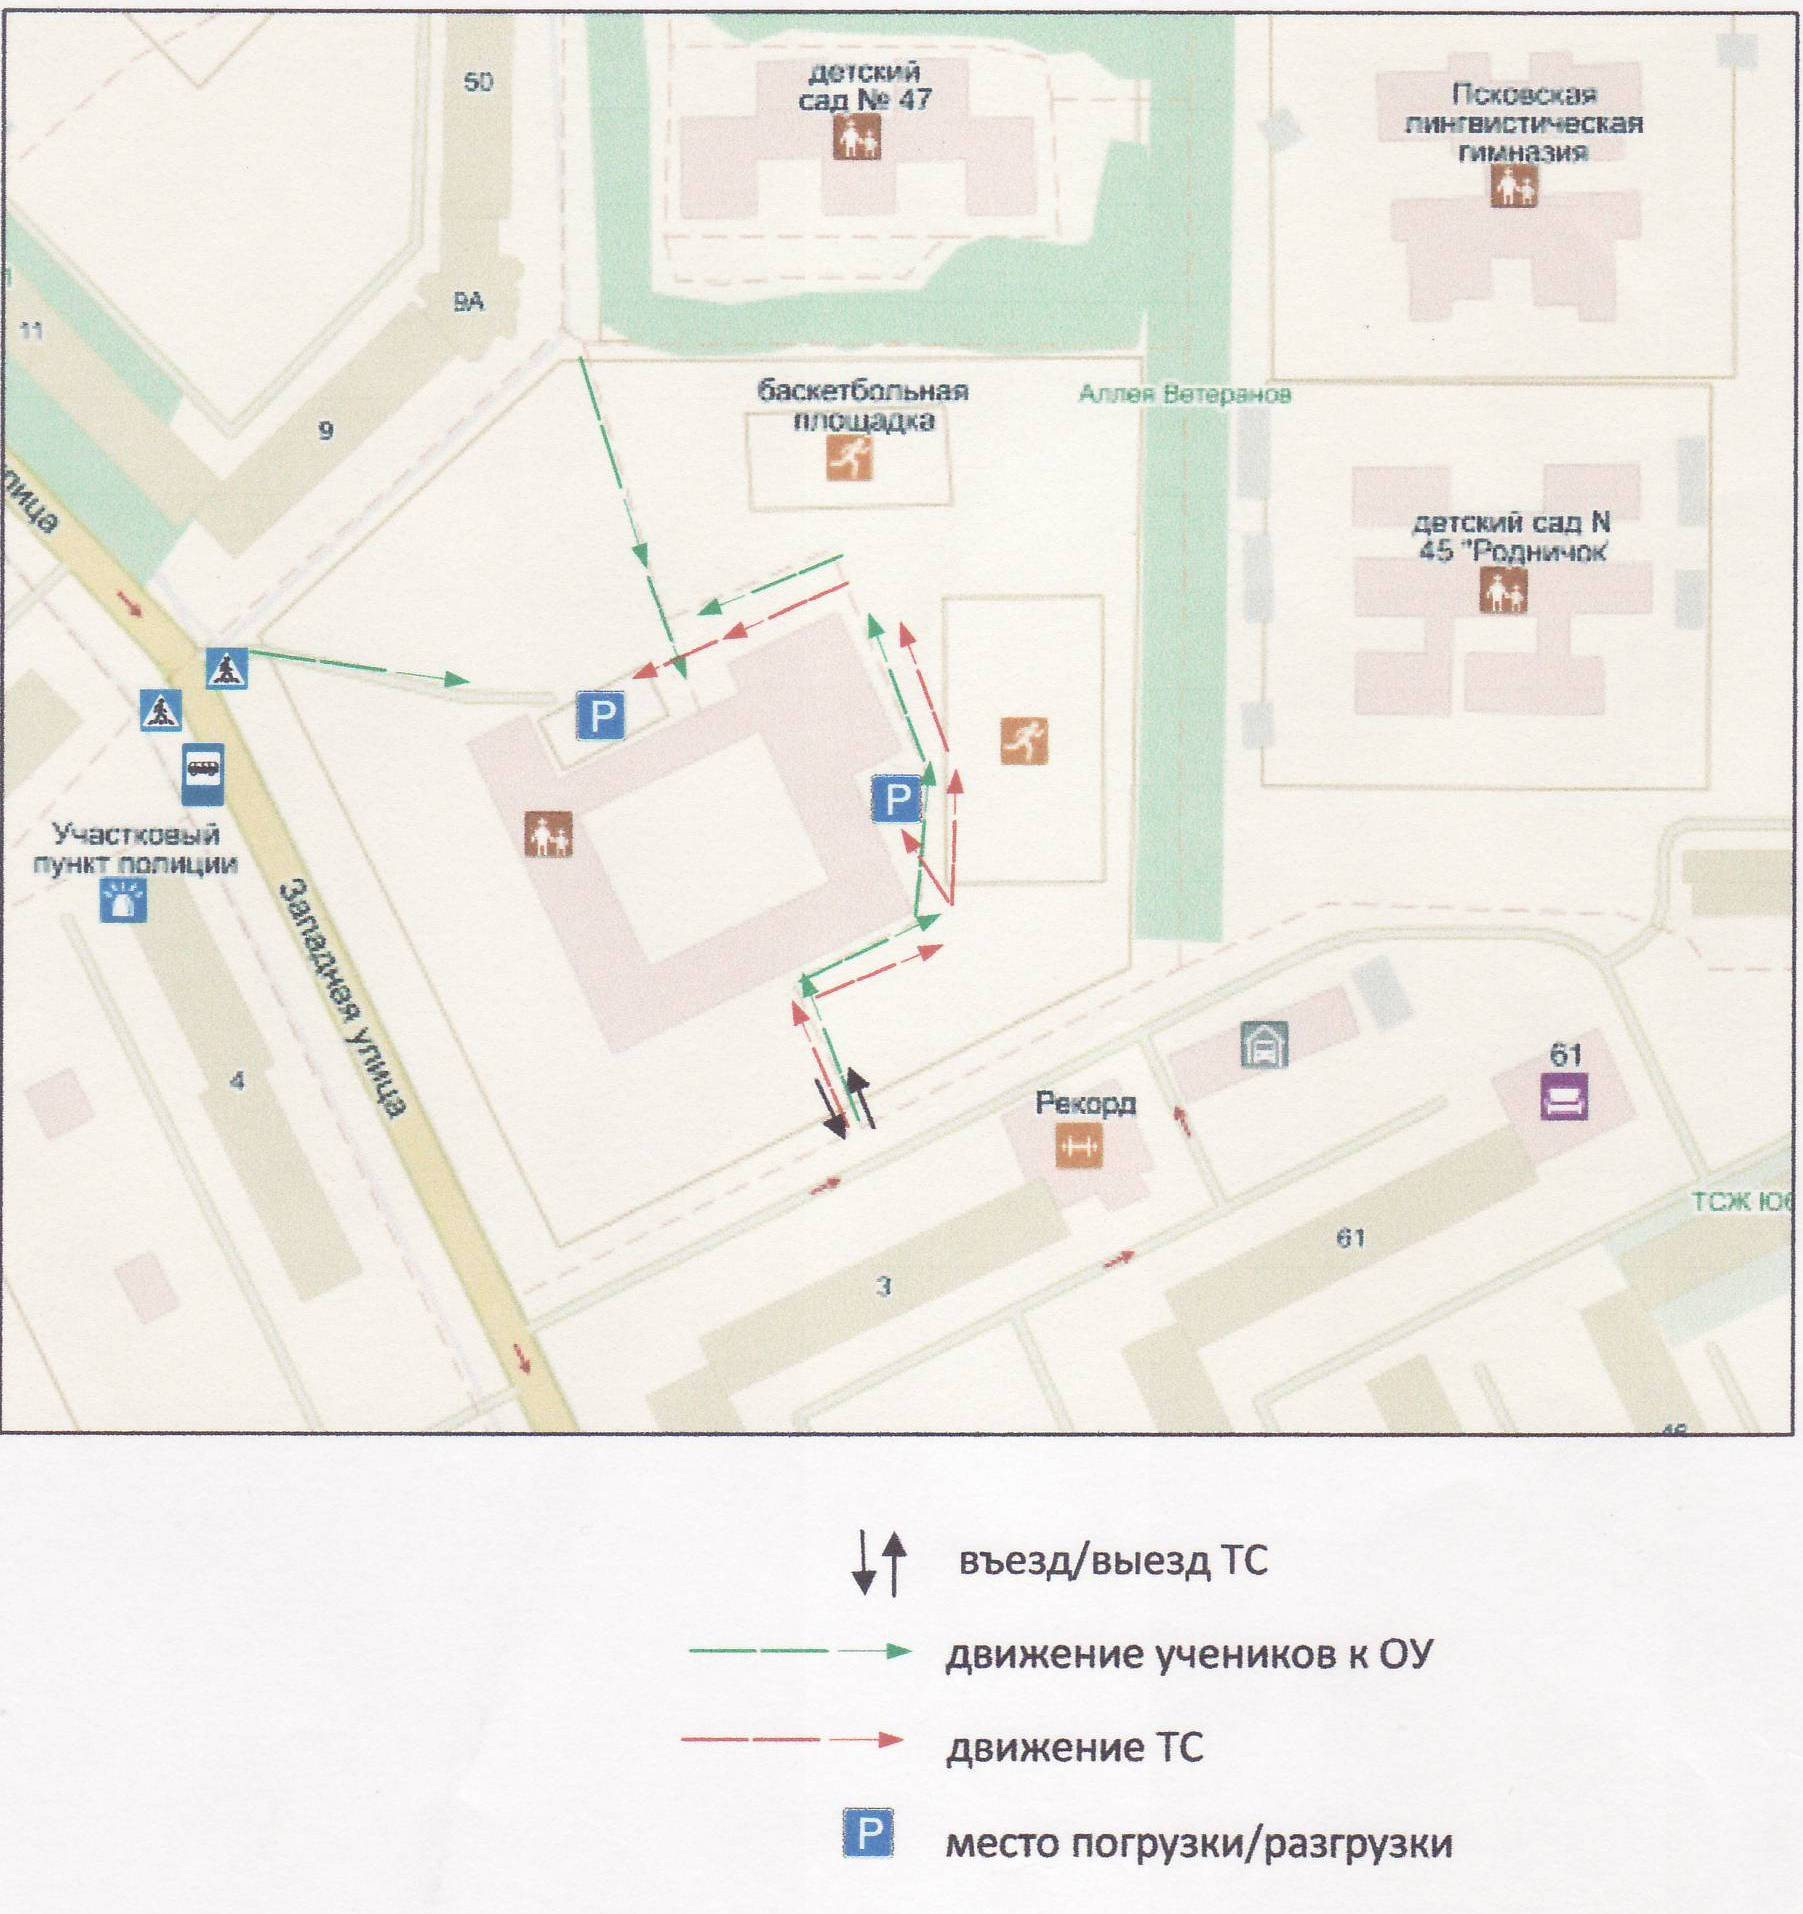 50
детский
сад № 47
Псковская
лингвистическая
гимназия
9А
11
9
баскетбольная
площадка
Аллея Ветеранов
детский сад N
45 "Родничок
P
P
Участковый
пункт полиции
Западная улица
4
Рекорд
61
ТСЖ
61
3
въезд/выезд ТС
движение учеников к ОУ
движение ТС
P
место погрузки/разгрузки